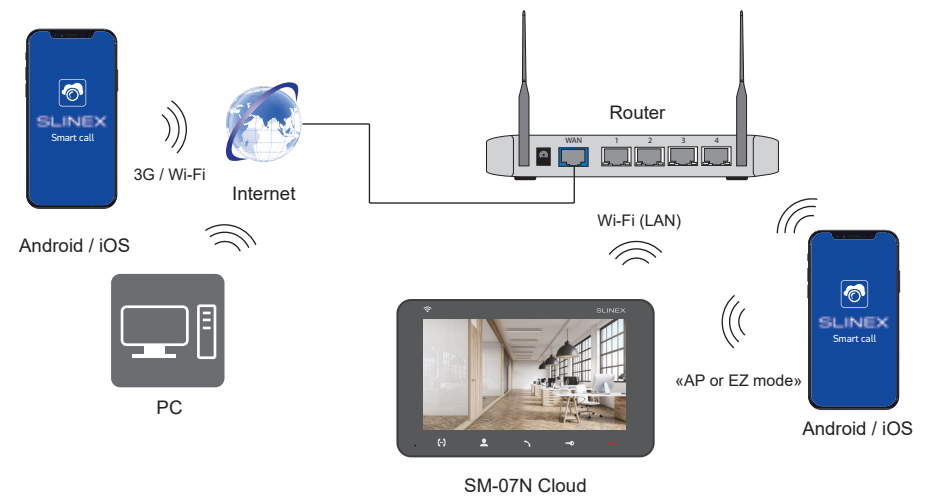 SLINEX
Smart call
3G / Wi-Fi
Internet
Android / iOS
PC
Router
WAN
1
2
3
4
Wi-Fi (LAN)
SLINEX
SLINEX
Smart call
«AP or EZ mode»
Android / iOS
SM-07N Cloud